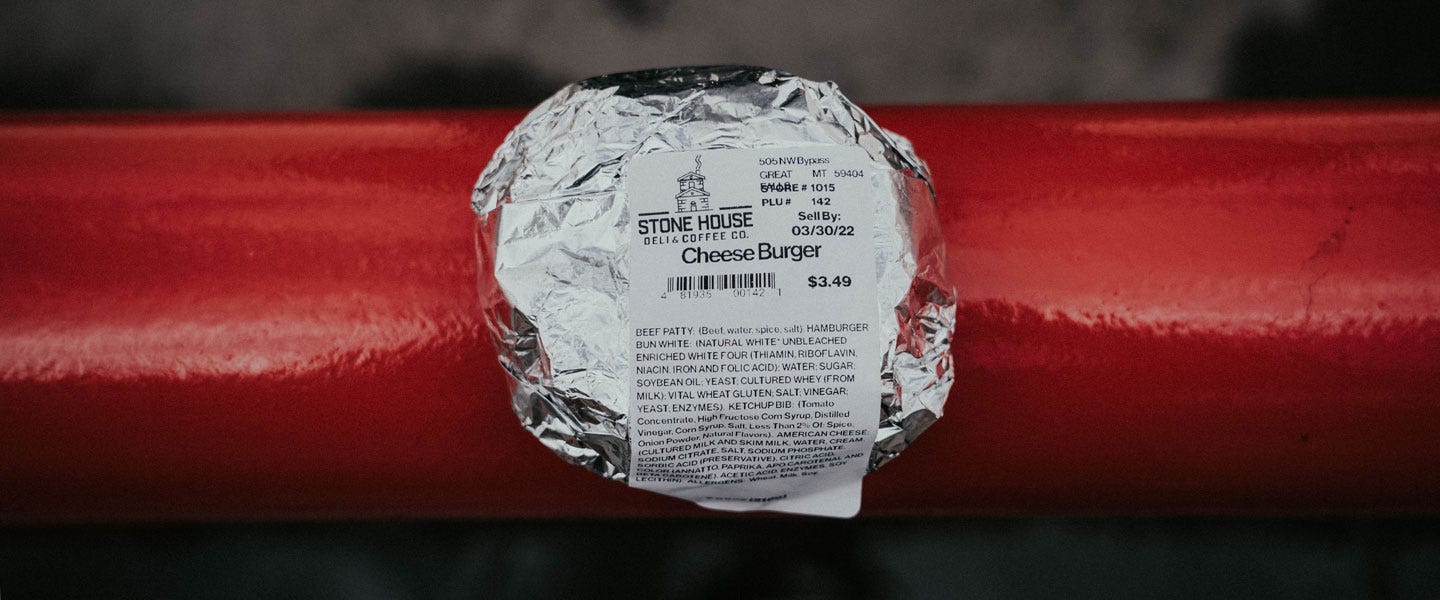 505 NW Bypass
GREAT MT 59404
STORE # 1015
PLU # 142
Sell By:
03/30/22
STONE HOUSE
DELI & COFFEE CO.
Cheese Burger
4 81935 00142 1
$3.49
BEEF PATTY: (Beef, water, spice, salt). HAMBURGER
BUN WHITE: (NATURAL WHITE* UNBLEACHED
ENRICHED WHITE FOUR (THIAMIN, RIBOFLAVIN,
NIACIN, IRON AND FOLIC ACID); WATER; SUGAR;
SOYBEAN OIL; YEAST; CULTURED WHEY (FROM
MILK); VITAL WHEAT GLUTEN; SALT; VINEGAR;
YEAST; ENZYMES). KETCHUP BIB: (Tomato
Concentrate, High Fructose Corn Syrup, Distilled
Vinegar, Corn Syrup, Salt, Less Than 2% Of: Spice,
Onion Powder, Natural Flavors). AMERICAN CHEESE:
(CULTURED MILK AND SKIM MILK, WATER, CREAM,
SODIUM CITRATE, SALT, SODIUM PHOSPHATE,
SORBIC ACID (PRESERVATIVE), CITRIC ACID,
COLOR (ANNATTO, PAPRIKA, APO CAROTENAL AND
BETA CAROTENE), ACETIC ACID, ENZYMES, SOY
LECITHIN). ALLERGENS: Wheat, Milk, Soy